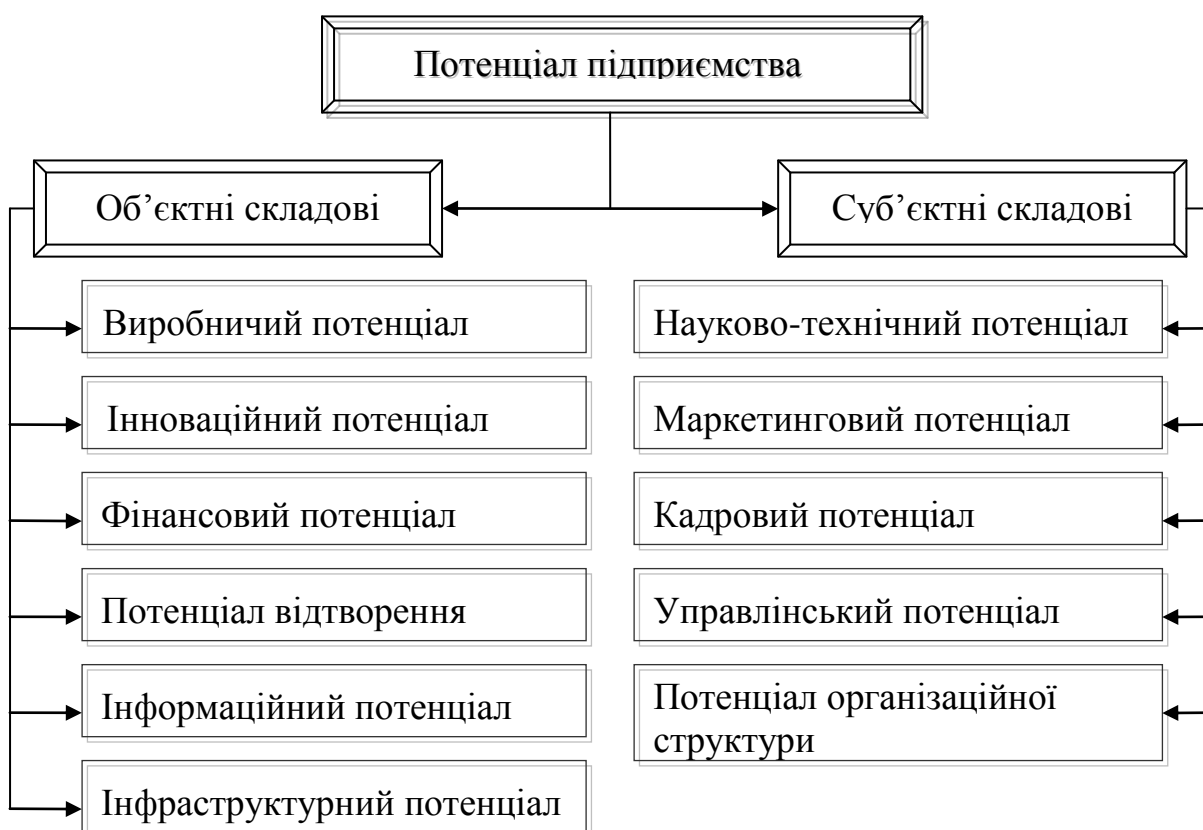 Потенціал підприємства
Об’єктні складові
Суб’єктні складові
Виробничий потенціал
Інноваційний потенціал
Фінансовий потенціал
Потенціал відтворення
Інформаційний потенціал
Інфраструктурний потенціал
Науково-технічний потенціал
Маркетинговий потенціал
Кадровий потенціал
Управлінський потенціал
Потенціал організаційної
структури